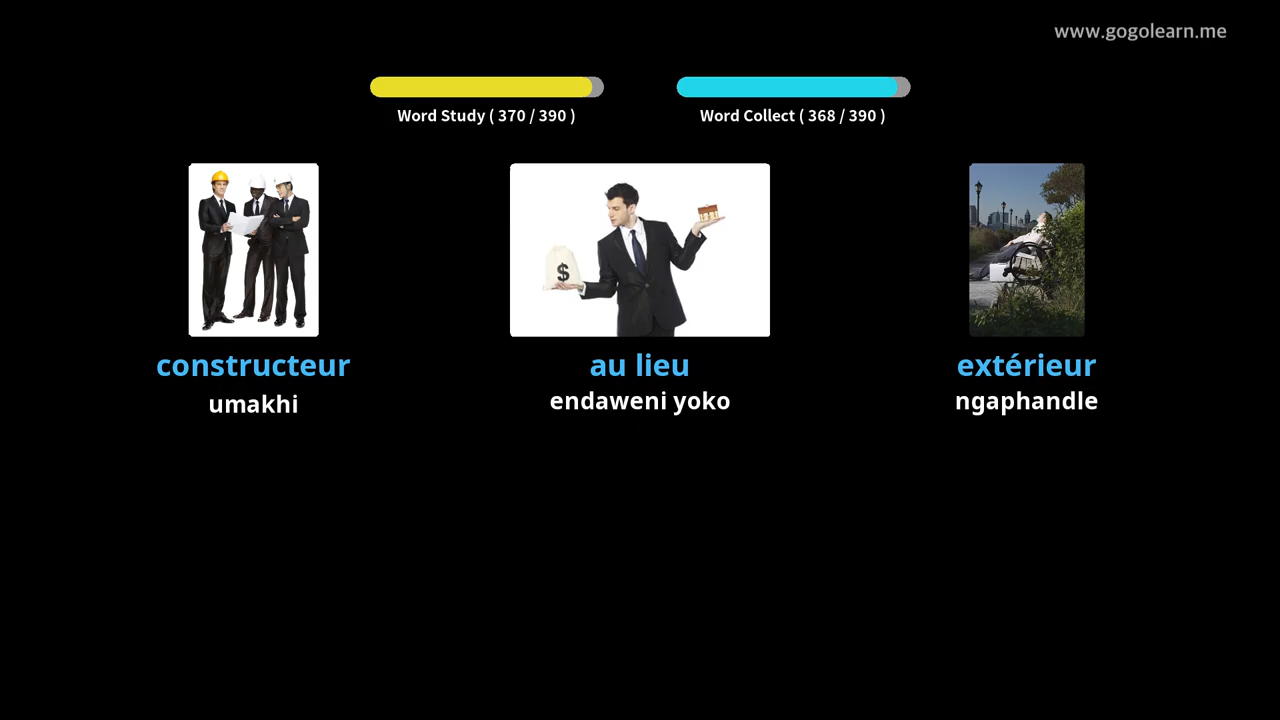 www.gogolearn.me
Word Study ( 370 / 390 )
Word Collect ( 368 / 390 )
$
constructeur
au lieu
extérieur
umakhi
endaweni yoko
ngaphandle